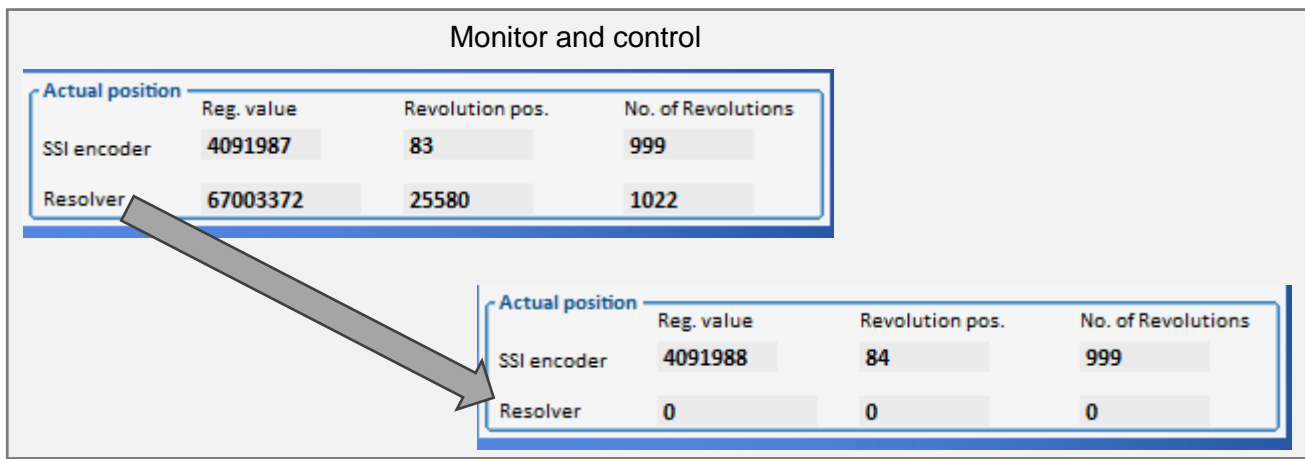 Monitor and control
Actual position
Reg. value Revolution pos. No. of Revolutions
SSI encoder 4091987 83 999
Resolver 67003372 25580 1022
Actual position
Reg. value Revolution pos. No. of Revolutions
SSI encoder 4091988 84 999
Resolver 0 0 0